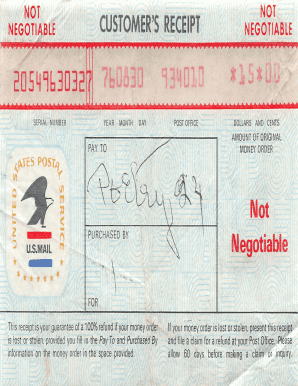 NOT NEGOTIABLE
CUSTOMER'S RECEIPT
NOT NEGOTIABLE
20549630327 760830 934010 *15*00
SERIAL NUMBER YEAR MONTH DAY POST OFFICE DOLLARS AND CENTS
AMOUNT OF ORIGINAL MONEY ORDER
UNITED STATES POSTAL SERVICE
U.S.MAIL
PAY TO
Poetry
PURCHASED BY
FOR
Not
Negotiable
This receipt is your guarantee of a 100% refund if your money order
is lost or stolen, provided you fill in the Pay To and Purchased By
information on the money order in the space provided.
If your money order is lost or stolen, present this receipt
and file a claim for a refund at your Post Office. Please
allow 60 days before making a claim or inquiry.